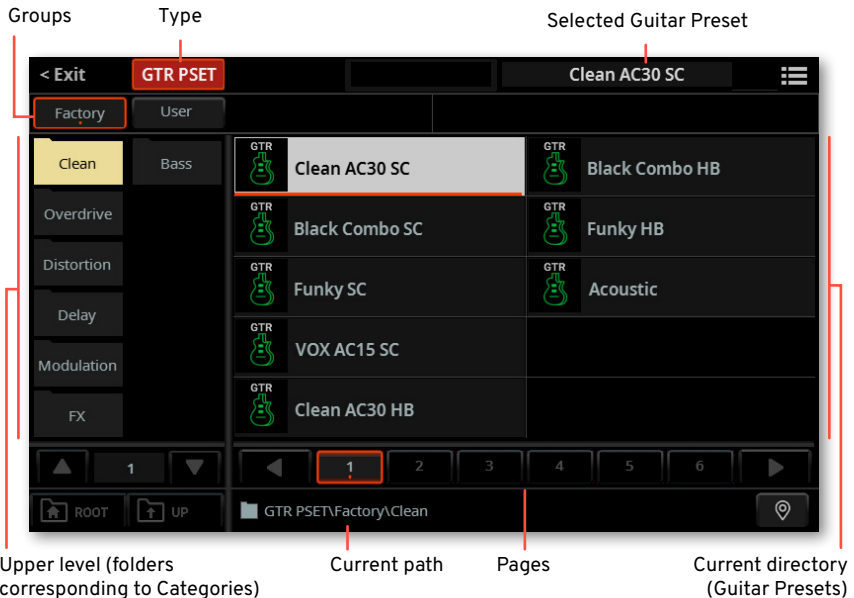 Groups
Type
Selected Guitar Preset
< Exit
GTR PSET
Clean AC30 SC
Factory
User
Clean
Bass
Overdrive
Distortion
Delay
Modulation
FX
GTR
Clean AC30 SC
GTR
Black Combo HB
GTR
Black Combo SC
GTR
Funky HB
GTR
Funky SC
GTR
Acoustic
GTR
VOX AC15 SC
GTR
Clean AC30 HB
1
1 2 3 4 5 6
ROOT
UP
GTR PSET\Factory\Clean
Upper level (folders
corresponding to Categories)
Current path
Pages
Current directory
(Guitar Presets)